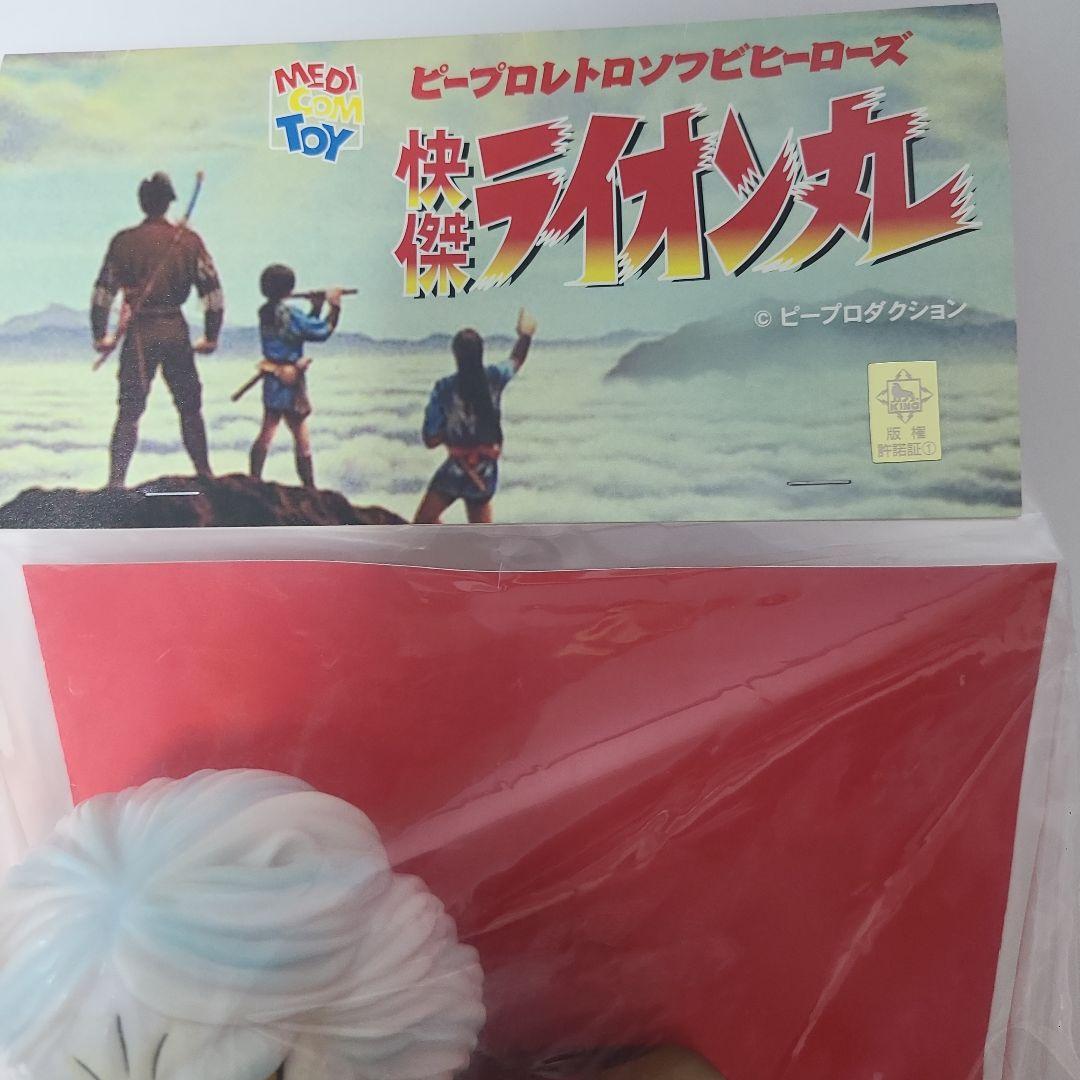 MEDI
COM
TOY
ピープロレトロソフビヒーローズ
快傑
ライオン丸
© ピープロダクション
KING
版権
許諾証①